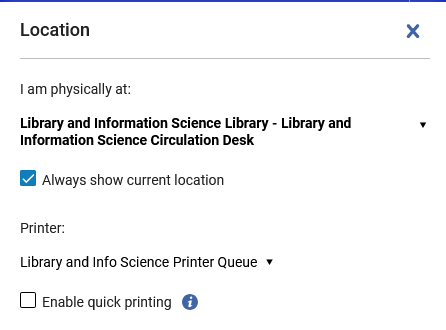 Location
I am physically at:
Library and Information Science Library - Library and
Information Science Circulation Desk
Always show current location
Printer:
Library and Info Science Printer Queue
Enable quick printing